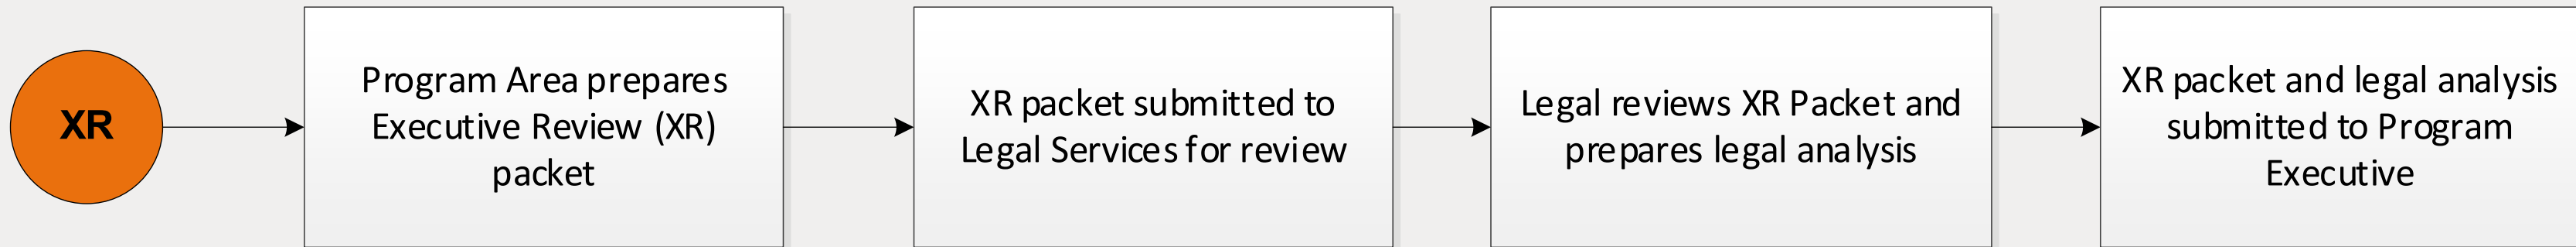 XR
Program Area prepares
Executive Review (XR)
packet
XR packet submitted to
Legal Services for review
Legal reviews XR Packet and
prepares legal analysis
XR packet and legal analysis
submitted to Program
Executive